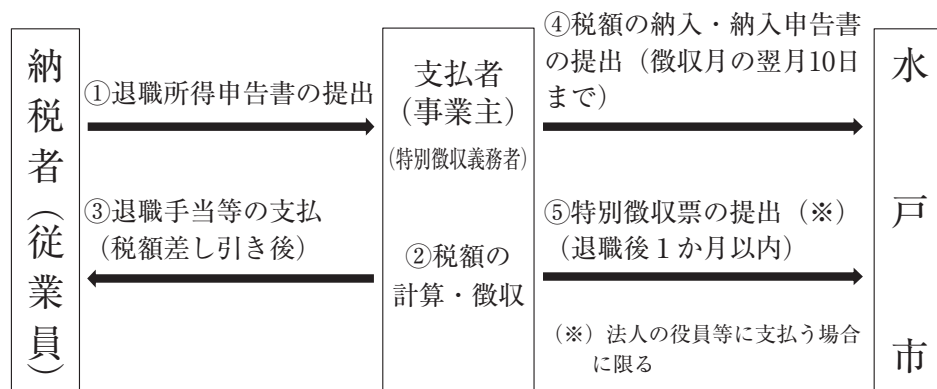 納税者（従業員）
①退職所得申告書の提出
③退職手当等の支払
（税額差し引き後）
支払者
（事業主）
（特別徴収義務者）
②税額の
計算・徴収
④税額の納入・納入申告書
の提出（徴収月の翌月10日
まで）
⑤特別徴収票の提出（※）
（退職後１か月以内）
（※）法人の役員等に支払う場合
に限る
水戸市